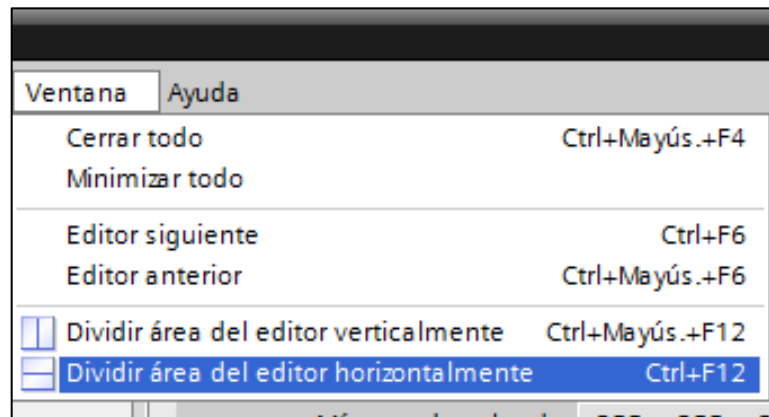 Ventana Ayuda
Cerrar todo Ctrl+Mayús.+F4
Minimizar todo
Editor siguiente Ctrl+F6
Editor anterior Ctrl+Mayús.+F6
Dividir área del editor verticalmente Ctrl+Mayús.+F12
Dividir área del editor horizontalmente Ctrl+F12